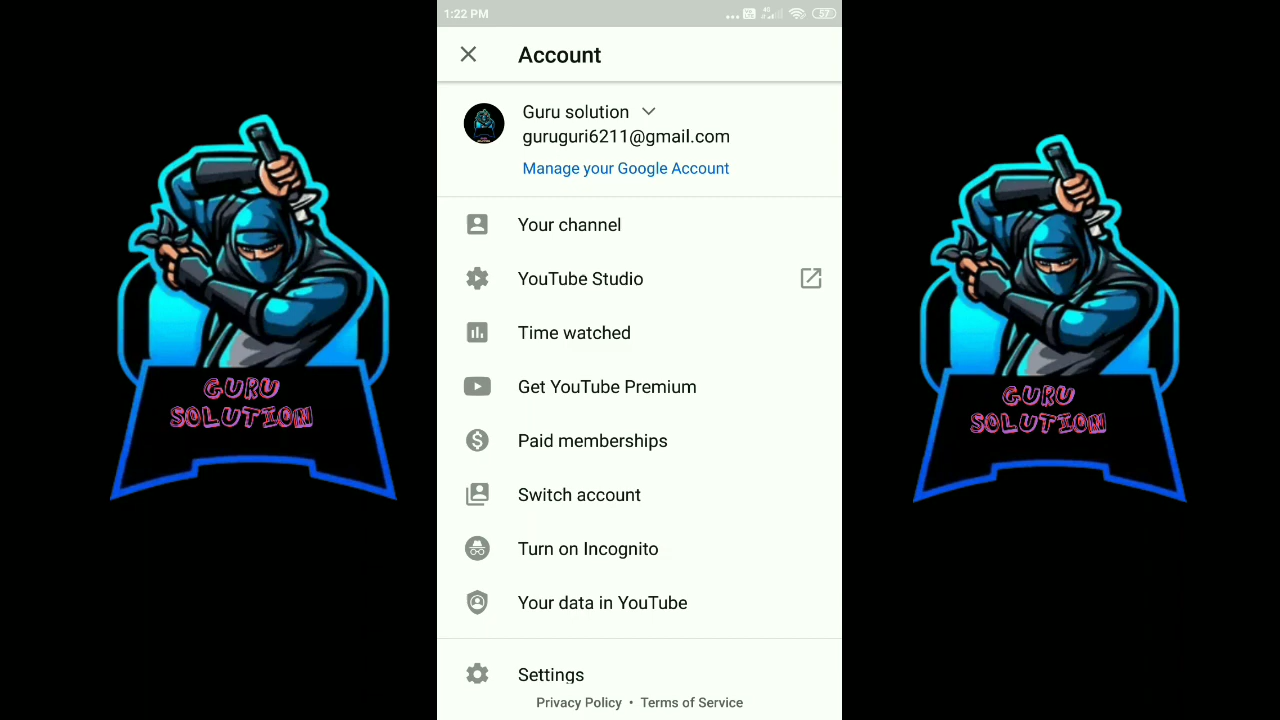 1:22 PM
4G
57
Account
Guru solution
guruguri6211@gmail.com
Manage your Google Account
Your channel
YouTube Studio
Time watched
Get YouTube Premium
Paid memberships
Switch account
Turn on Incognito
Your data in YouTube
Settings
Privacy Policy • Terms of Service
GURU
SOLUTION
GURU
SOLUTION